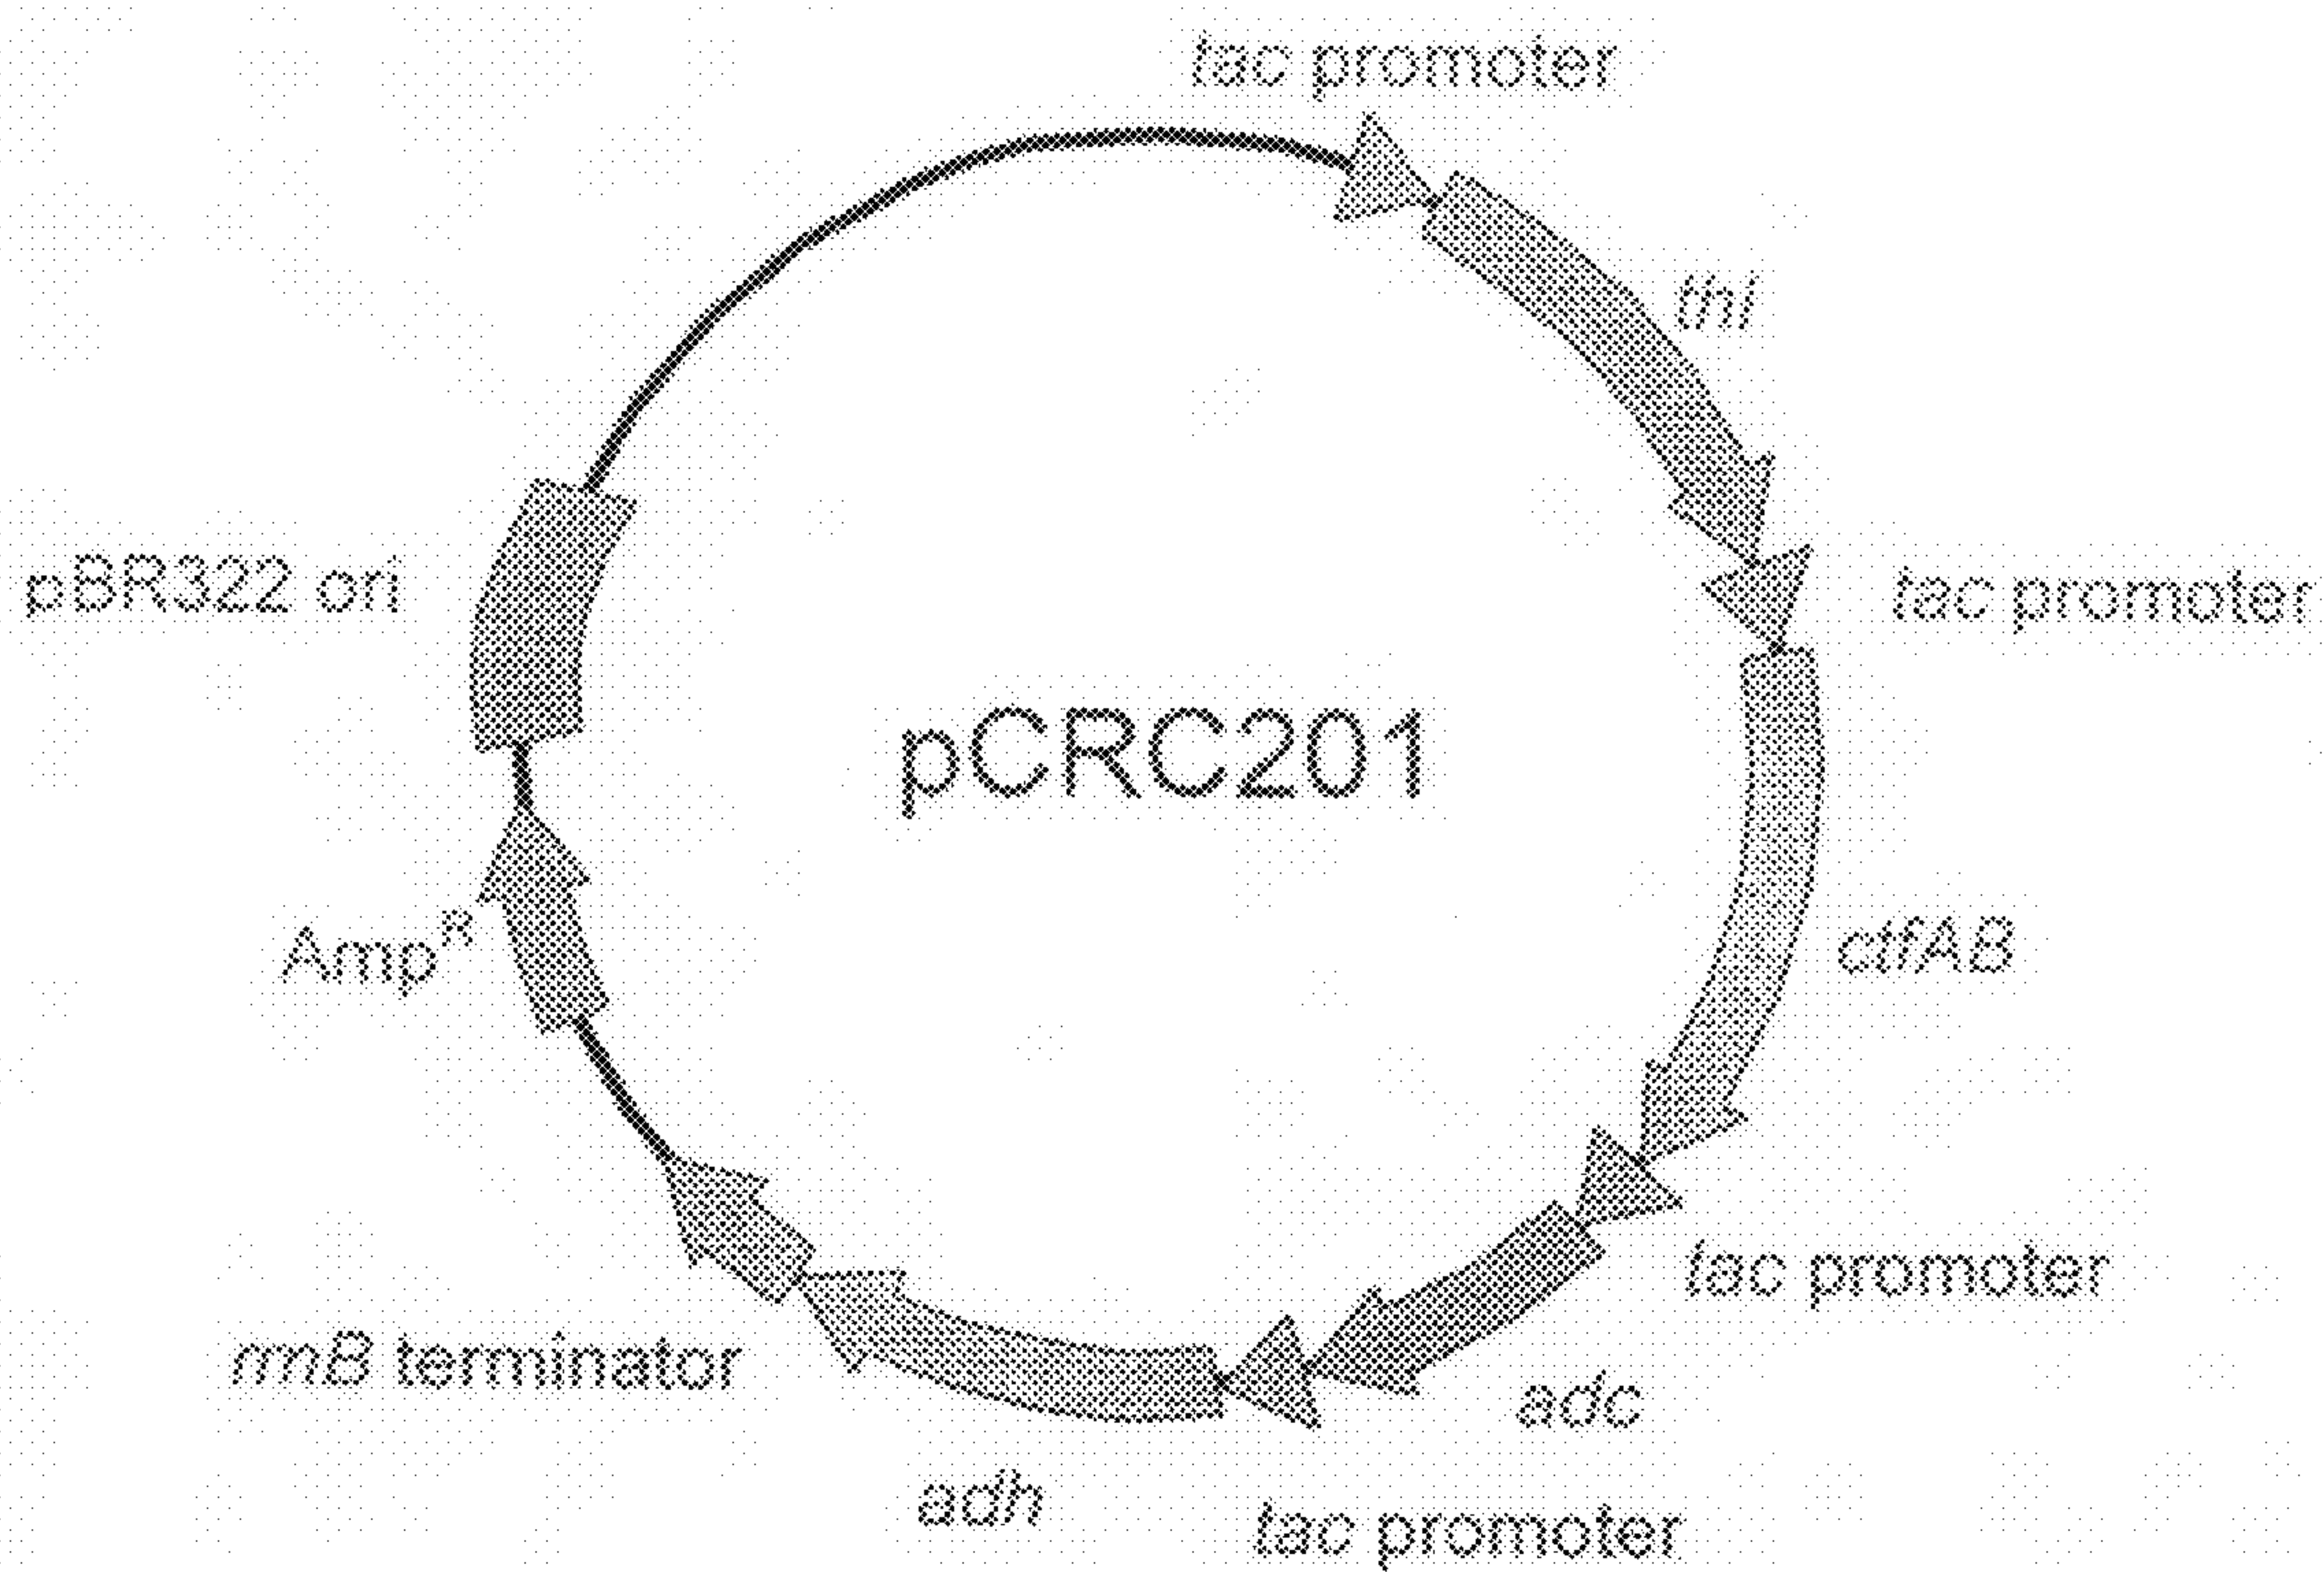 tac promoter
thl
pBR322 ori
tac promoter
pCRC201
AmpR
ctfAB
tac promoter
rrnB terminator
adc
adh
tac promoter